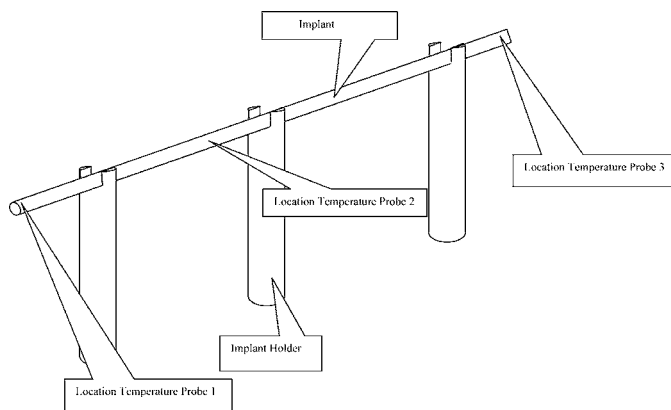 Implant
Location Temperature Probe 3
Location Temperature Probe 2
Implant Holder
Location Temperature Probe 1